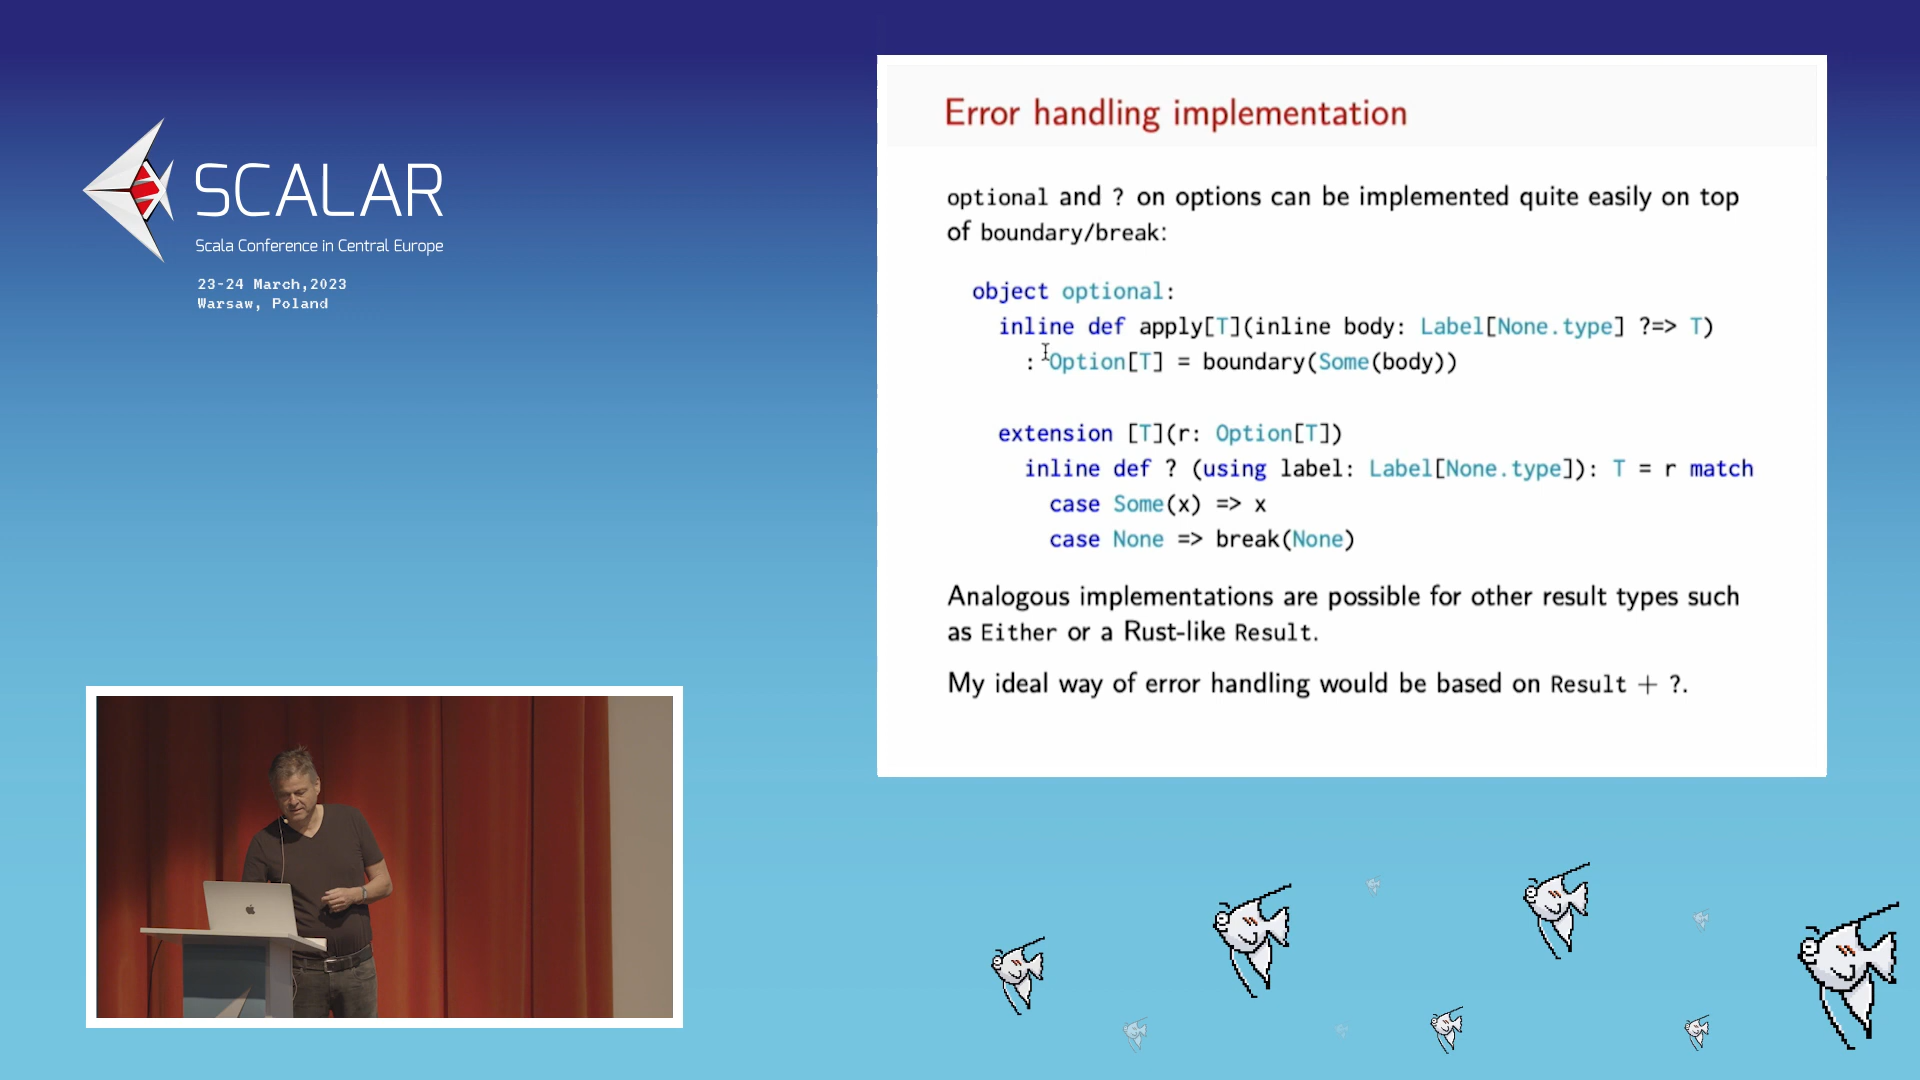 SCALAR
Scala Conference in Central Europe
23-24 March,2023
Warsaw, Poland
Error handling implementation
optional and ? on options can be implemented quite easily on top
of boundary/break:
object optional:
inline def apply[T](inline body: Label[None.type] ?=> T)
: Option[T] = boundary(Some(body))
extension [T](r: Option[T])
inline def ? (using label: Label[None.type]): T = r match
case Some(x) => x
case None => break(None)
Analogous implementations are possible for other result types such
as Either or a Rust-like Result.
My ideal way of error handling would be based on Result + ?.